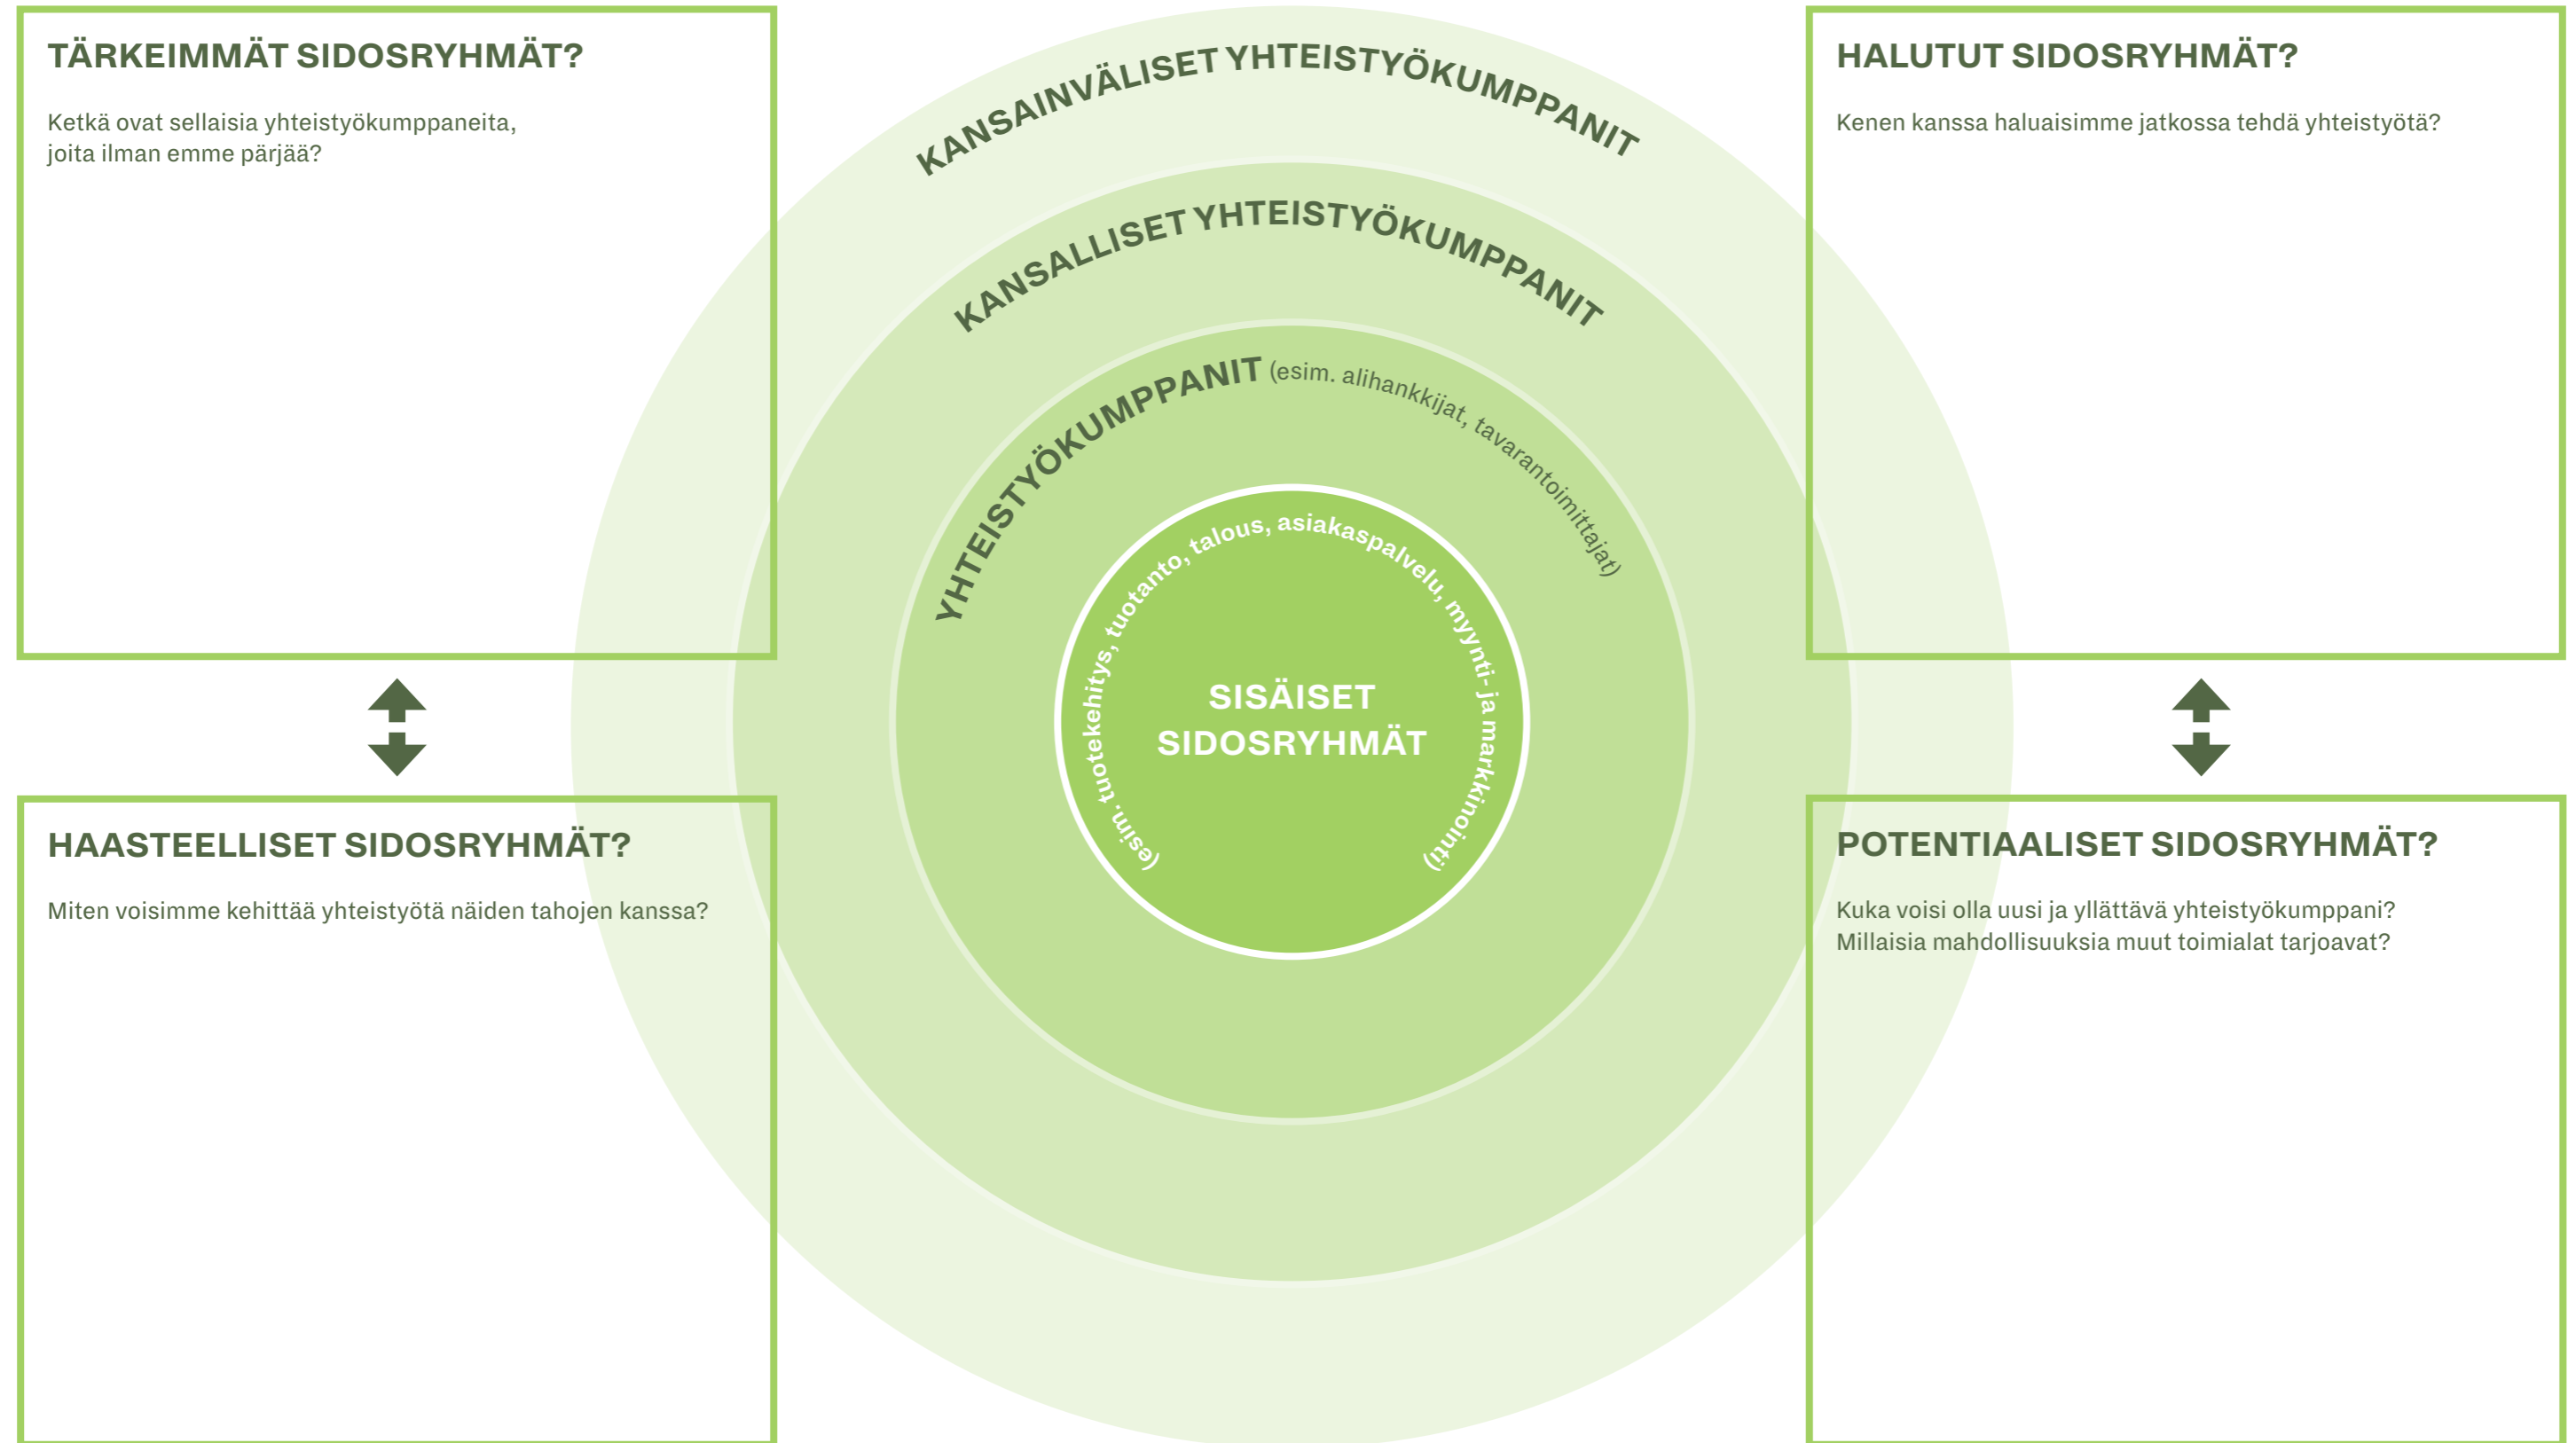 TÄRKEIMMÄT SIDOSRYHMÄT?
Ketkä ovat sellaisia yhteistyökumppaneita,
joita ilman emme pärjää?
HAASTEELLISET SIDOSRYHMÄT?
Miten voisimme kehittää yhteistyötä näiden tahojen kanssa?
KANSAINVÄLISET YHTEISTYÖKUMPPANIT
KANSALLISET YHTEISTYÖKUMPPANIT
YHTEISTYÖKUMPPANIT (esim. alihankkijat, tavarantoimittajat)
(esim. tuotekehitys, tuotanto, talous, asiakaspalvelu, myynti- ja markkinointi)
SISÄISET
SIDOSRYHMÄT
HALUTUT SIDOSRYHMÄT?
Kenen kanssa haluaisimme jatkossa tehdä yhteistyötä?
POTENTIAALISET SIDOSRYHMÄT?
Kuka voisi olla uusi ja yllättävä yhteistyökumppani?
Millaisia mahdollisuuksia muut toimialat tarjoavat?